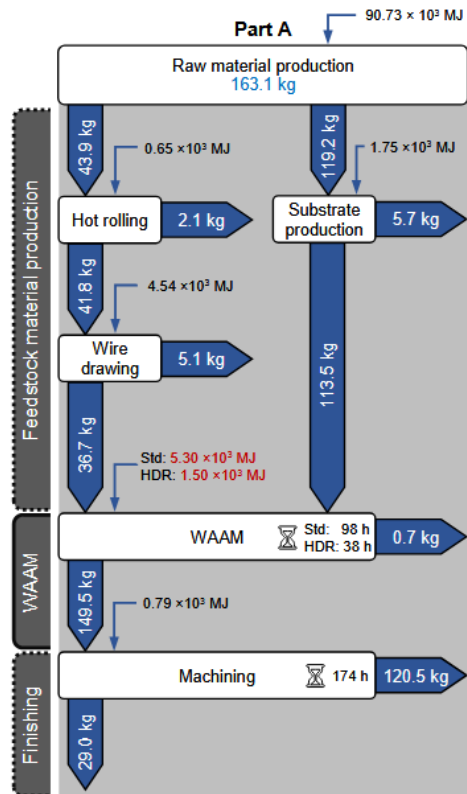 90.73 × 10³ MJ
Part A
Raw material production
163.1 kg
43.9 kg
0.65 ×10³ MJ
119.2 kg
1.75 ×10³ MJ
Hot rolling
2.1 kg
Substrate
production
5.7 kg
Feedstock material production
41.8 kg
4.54 ×10³ MJ
Wire
drawing
5.1 kg
113.5 kg
36.7 kg
Std: 5.30 ×10³ MJ
HDR: 1.50 ×10³ MJ
WAAM
WAAM
Std: 98 h
HDR: 38 h
0.7 kg
149.5 kg
0.79 ×10³ MJ
Finishing
Machining
174 h
120.5 kg
29.0 kg